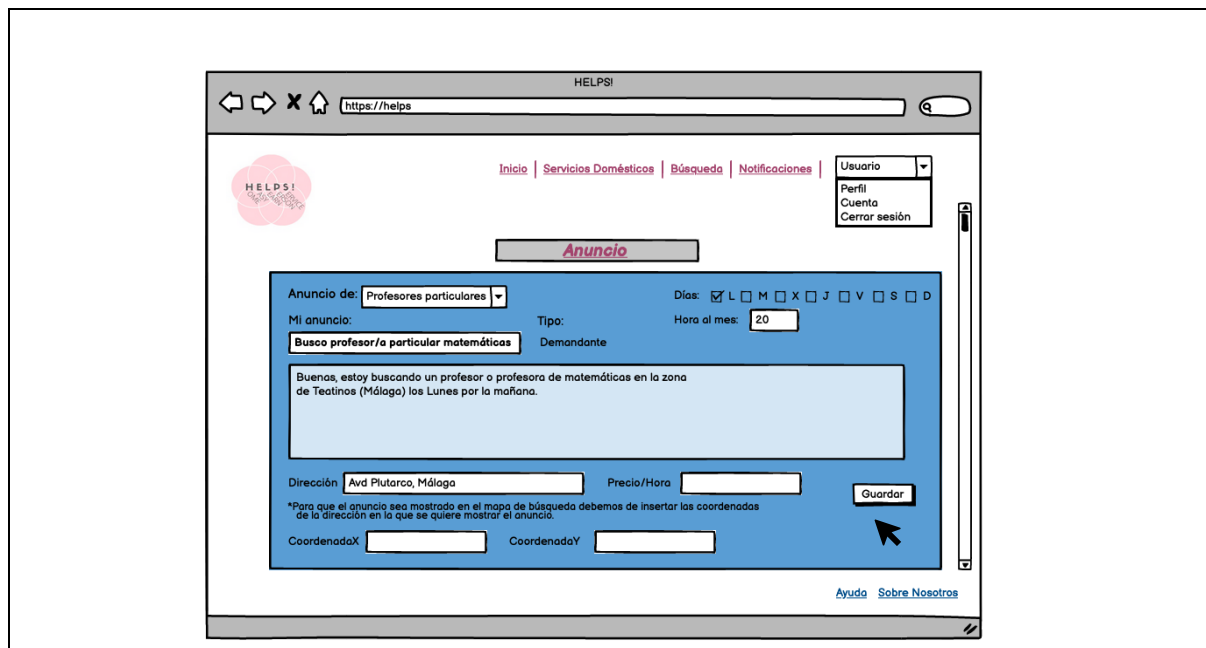 HELPS!
https://helps
HELPS!
Inicio Servicios Domésticos Búsqueda Notificaciones Usuario
Perfil
Cuenta
Cerrar sesión
Anuncio
Anuncio de: Profesores particulares Días: L M X J V S D
Mi anuncio: Tipo: Hora al mes: 20
Busco profesor/a particular matemáticas Demandante
Buenas, estoy buscando un profesor o profesora de matemáticas en la zona
de Teatinos (Málaga) los Lunes por la mañana.
Dirección Avd Plutarco, Málaga Precio/Hora
Guardar
*Para que el anuncio sea mostrado en el mapa de búsqueda debemos de insertar las coordenadas
de la dirección en la que se quiere mostrar el anuncio.
CoordenadaX CoordenadaY
Ayuda Sobre Nosotros